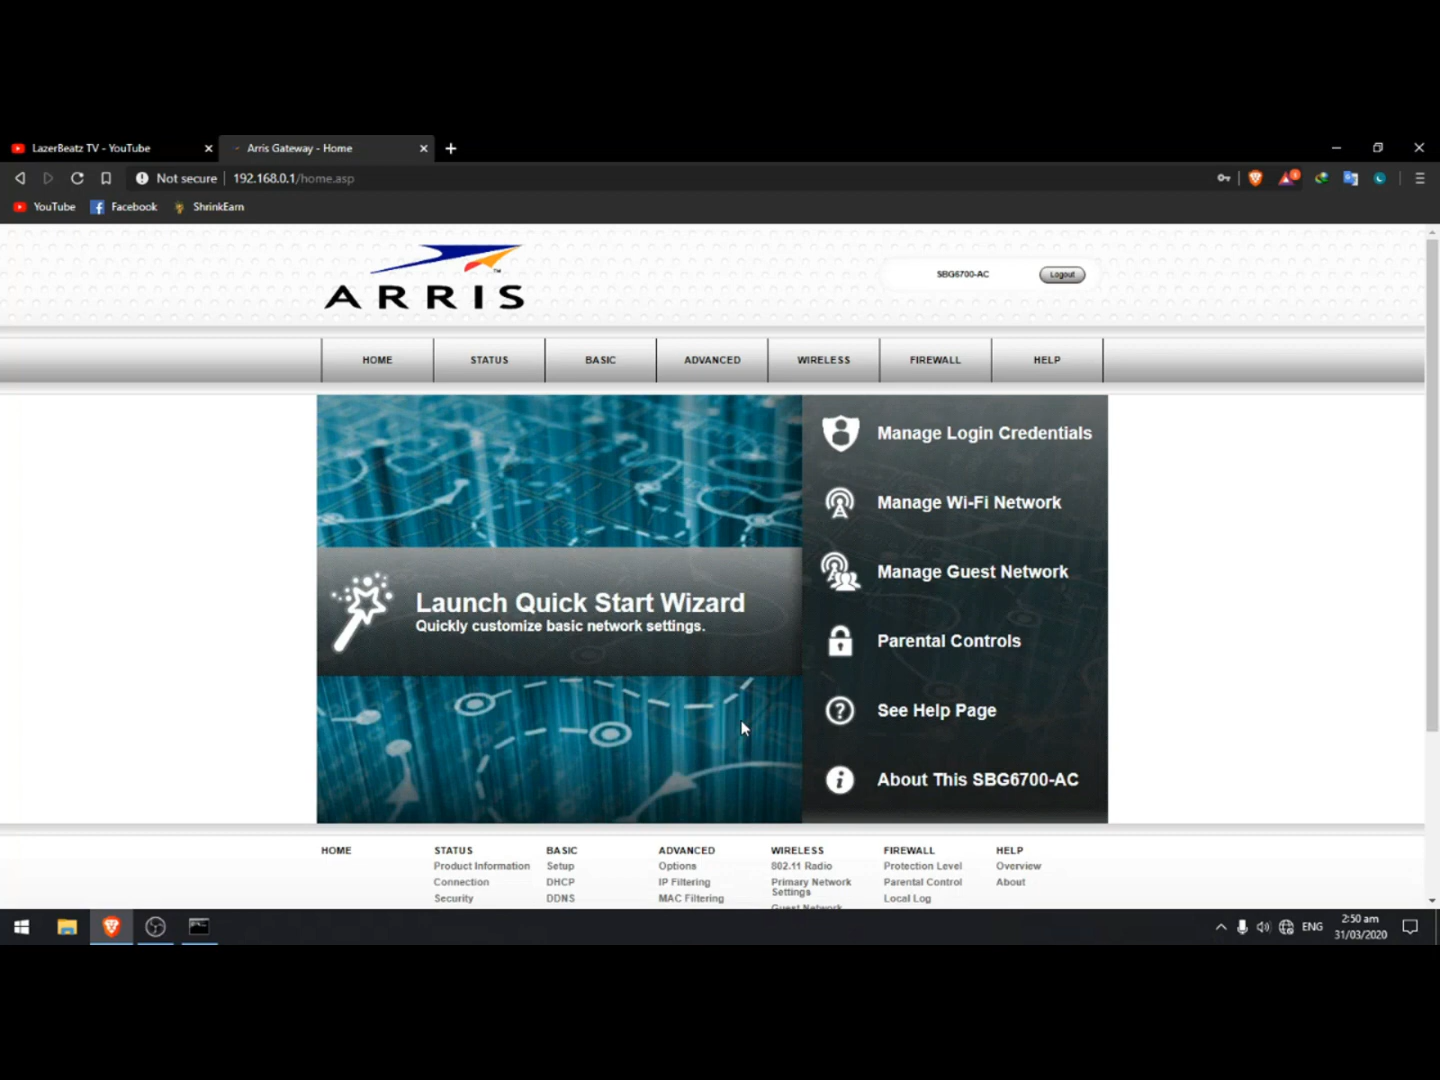 LazerBeatz TV - YouTube
Arris Gateway - Home
Not secure
192.168.0.1/home.asp
YouTube
Facebook
ShrinkEarn
ARRIS
TM
SBG6700-AC
Logout
HOME
STATUS
BASIC
ADVANCED
WIRELESS
FIREWALL
HELP
Launch Quick Start Wizard
Quickly customize basic network settings.
Manage Login Credentials
Manage Wi-Fi Network
Manage Guest Network
Parental Controls
See Help Page
About This SBG6700-AC
HOME
STATUS
Product Information
Connection
Security
BASIC
Setup
DHCP
DDNS
ADVANCED
Options
IP Filtering
MAC Filtering
WIRELESS
802.11 Radio
Primary Network
Settings
Guest Network
FIREWALL
Protection Level
Parental Control
Local Log
HELP
Overview
About
ENG
2:50 am
31/03/2020